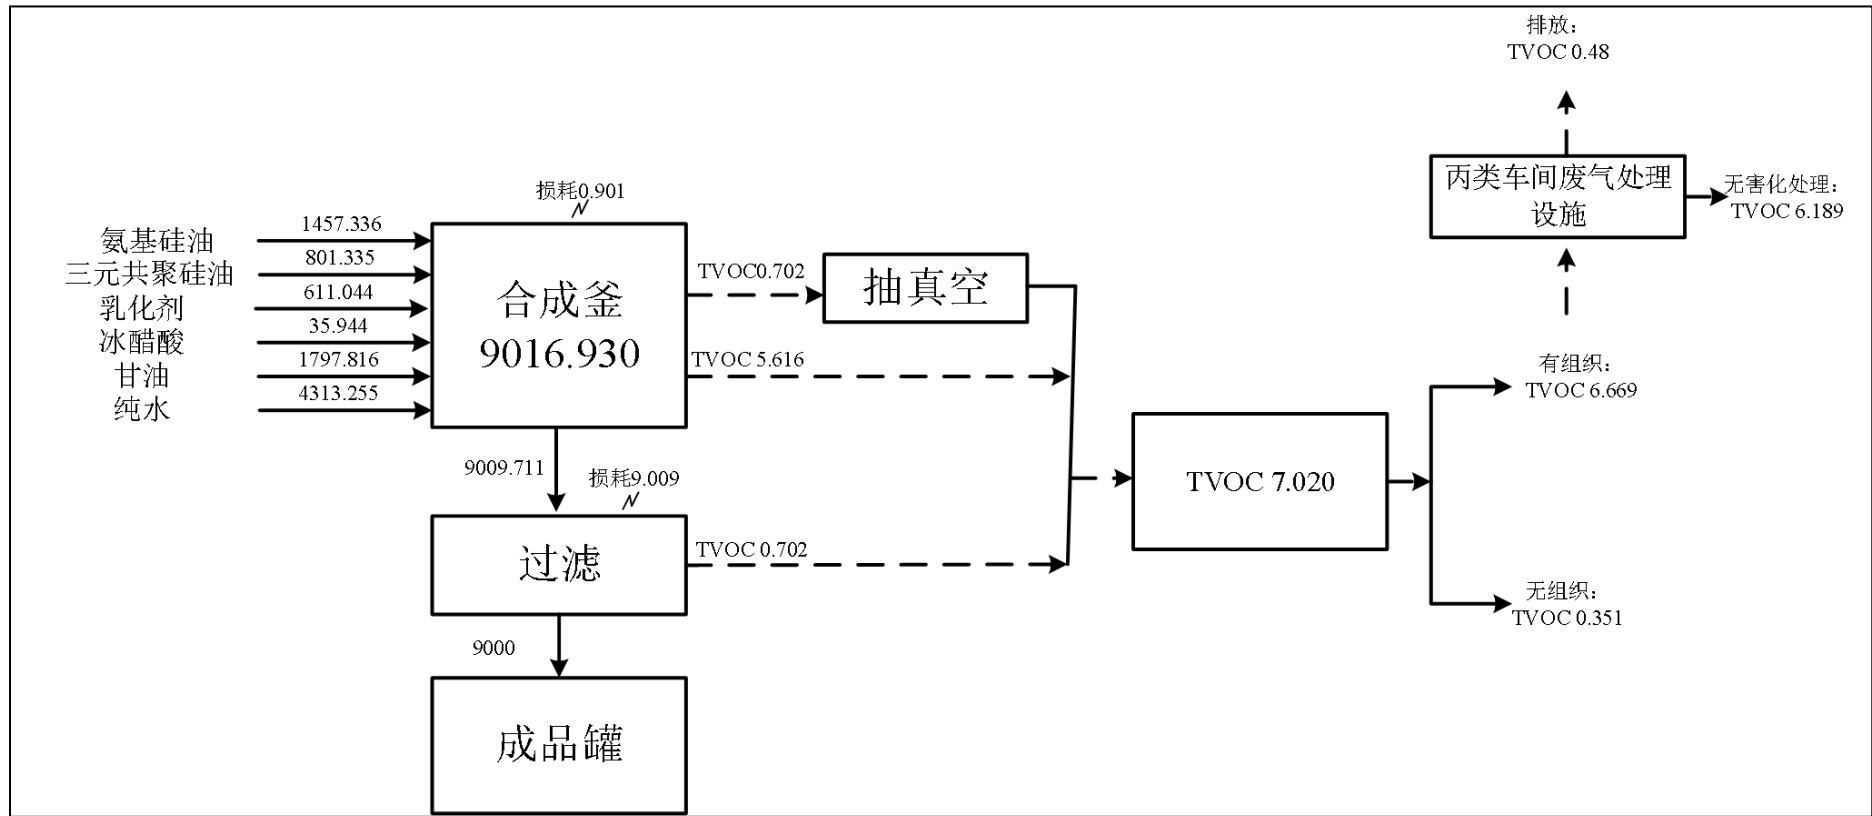 排放：
TVOC 0.48
丙类车间废气处理
设施
无害化处理：
TVOC 6.189
损耗0.901
氨基硅油
1457.336
三元共聚硅油
801.335
乳化剂
611.044
冰醋酸
35.944
甘油
1797.816
纯水
4313.255
合成釜
9016.930
TVOC0.702
抽真空
TVOC 5.616
有组织：
TVOC 6.669
9009.711
损耗9.009
TVOC 7.020
过滤
TVOC 0.702
无组织：
TVOC 0.351
9000
成品罐